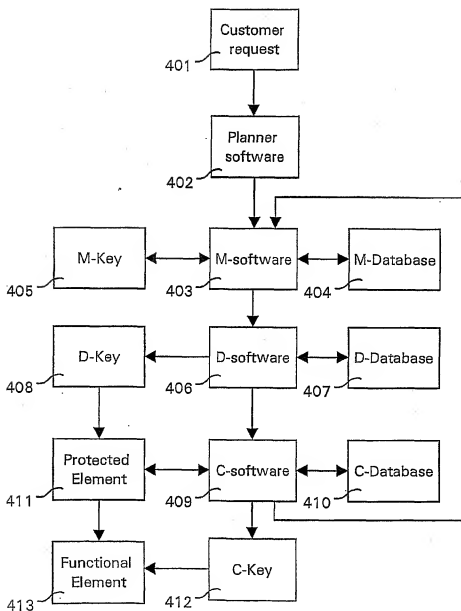 Customer
request
401
Planner
software
402
M-Key
405
M-software
403
M-Database
404
D-Key
408
D-software
406
D-Database
407
Protected
Element
411
C-software
409
C-Database
410
Functional
Element
413
C-Key
412